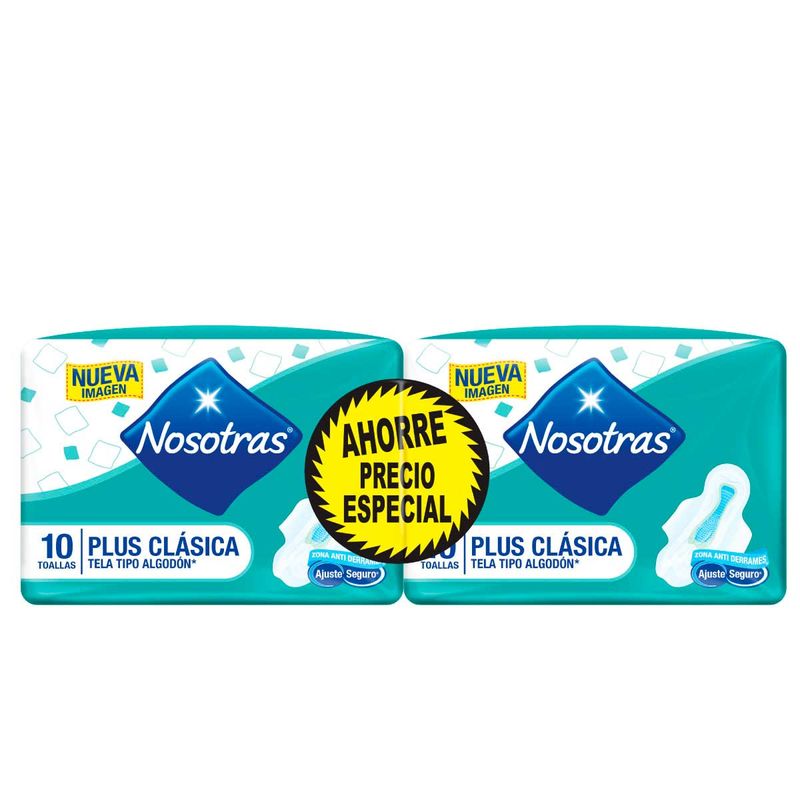 NUEVA
IMAGEN
Nosotras®
10
TOALLAS
PLUS CLÁSICA
TELA TIPO ALGODÓN*
ZONA ANTI DERRAMES
Ajuste Seguro®
AHORRE
PRECIO
ESPECIAL
NUEVA
IMAGEN
Nosotras®
PLUS CLÁSICA
TELA TIPO ALGODÓN*
ZONA ANTI DERRAMES
Ajuste Seguro®